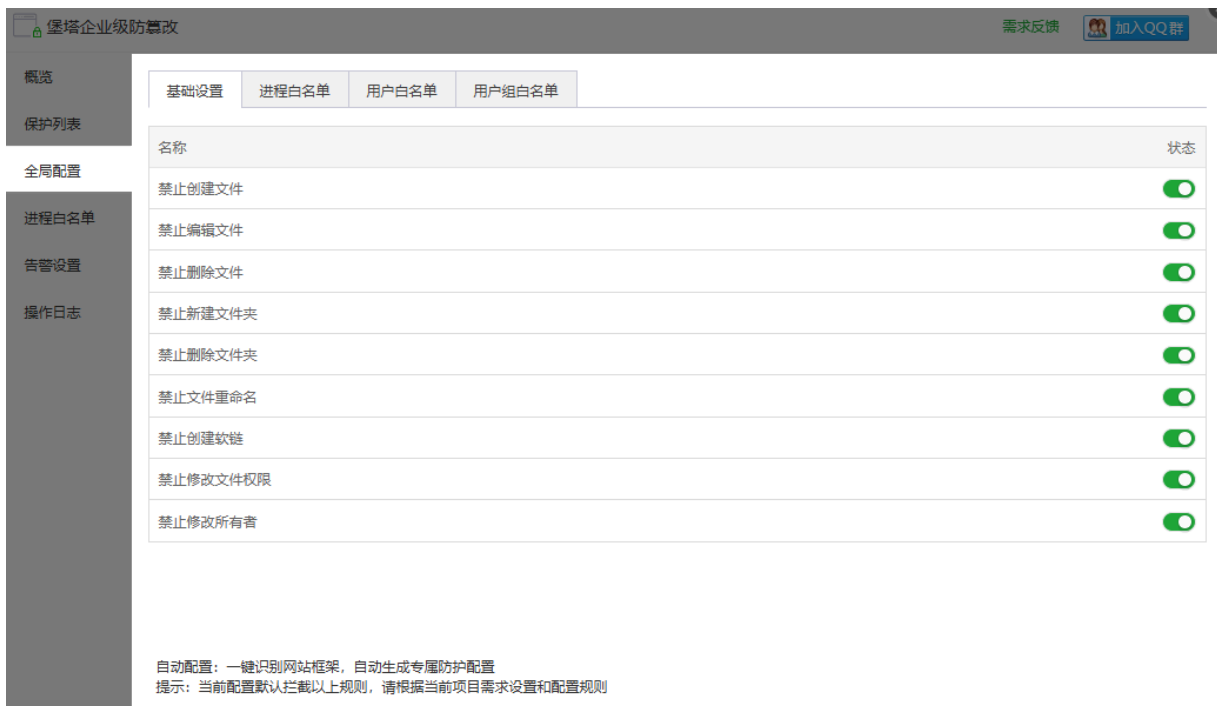 堡塔企业级防篡改
需求反馈
加入QQ群
概览
保护列表
全局配置
进程白名单
告警设置
操作日志
基础设置 进程白名单 用户白名单 用户组白名单
名称 状态
禁止创建文件
禁止编辑文件
禁止删除文件
禁止新建文件夹
禁止删除文件夹
禁止文件重命名
禁止创建软链
禁止修改文件权限
禁止修改所有者
自动配置：一键识别网站框架，自动生成专属防护配置
提示：当前配置默认拦截以上规则，请根据当前项目需求设置和配置规则